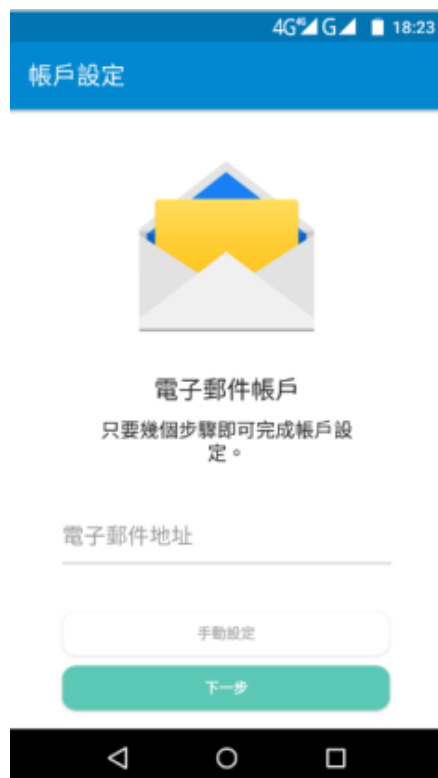 4G 4G G 18:23
帳戶設定
電子郵件帳戶
只要幾個步驟即可完成帳戶設
定。
電子郵件地址
手動設定
下一步